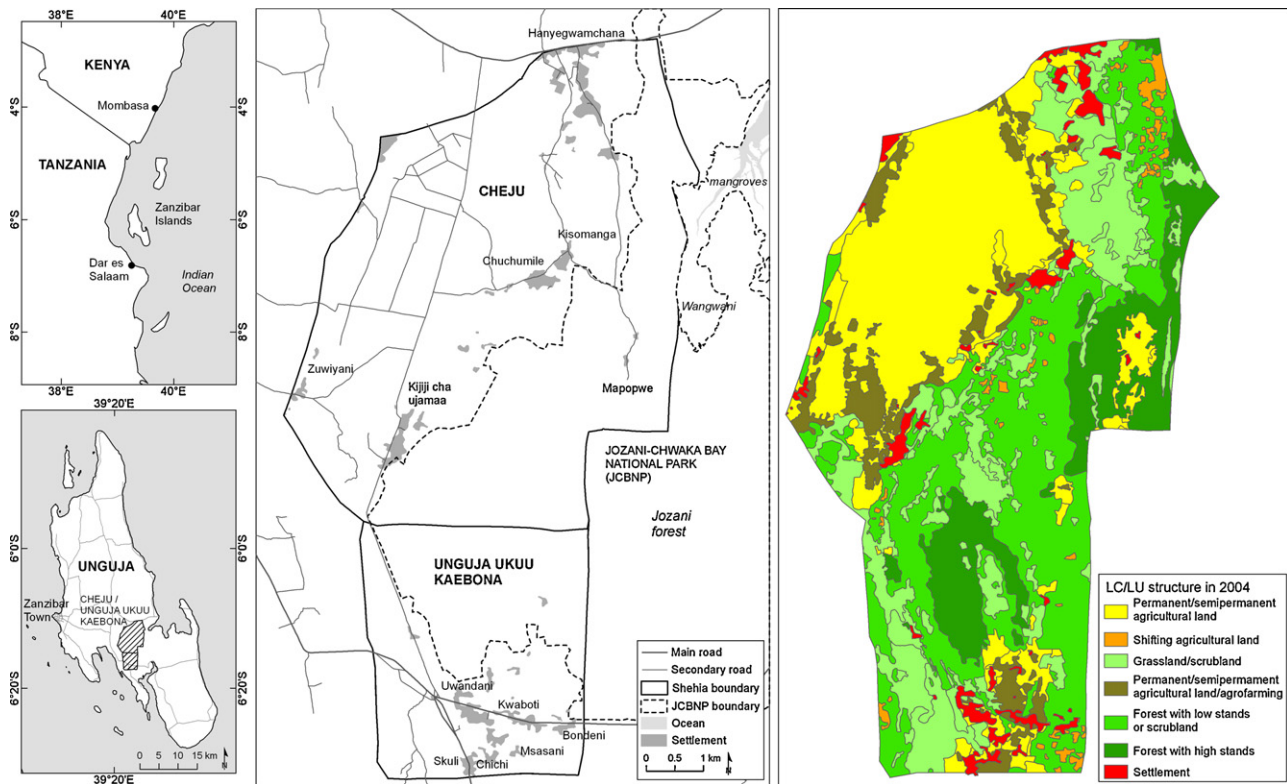 38°E
40°E
KENYA
Mombasa
4°S
4°S
TANZANIA
Zanzibar
Islands
6°S
6°S
Dar es
Salaam
Indian
Ocean
8°S
8°S
38°E
40°E
39°20'E
6°0'S
6°0'S
UNGUJA
Zanzibar
Town
CHEJU /
UNGUJA UKUU
KAEBONA
6°20'S
6°20'S
0 5 10 15 km
N
39°20'E
Hanyegwamchana
CHEJU
mangroves
Kisomanga
Chuchumile
Wangwani
Zuwiyani
Kijiji cha
ujamaa
Mapopwe
JOZANI-CHWAKA BAY
NATIONAL PARK
(JCBNP)
Jozani
forest
UNGUJA UKUU
KAEBONA
Uwandani
Kwaboti
Bondeni
Msasani
Skuli
Chichi
Main road
Secondary road
Shehia boundary
JCBNP boundary
Ocean
Settlement
0 0.5 1 km
N
LC/LU structure in 2004
Permanent/semipermanent
agricultural land
Shifting agricultural land
Grassland/scrubland
Permanent/semipermament
agricultural land/agrofarming
Forest with low stands
or scrubland
Forest with high stands
Settlement